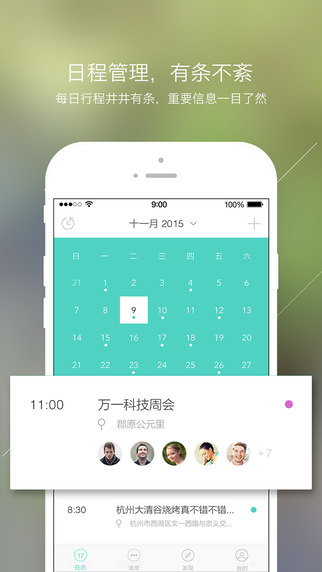 日程管理，有条不紊
每日行程井井有条，重要信息一目了然
9:00
100%
十一月 2015
日 一 二 三 四 五 六
31 1 2 3 4 5 6
7 8 9 10 11 12 13
14 15 16 17 18 19 20
21 22 23 24 25 26 27
11:00 万一科技周会
郡原公元里
+7
8:30 杭州大清谷烧烤真不错不错...
杭州市西湖区文一西路与崇义交...
17
日历 消息 发现 我的